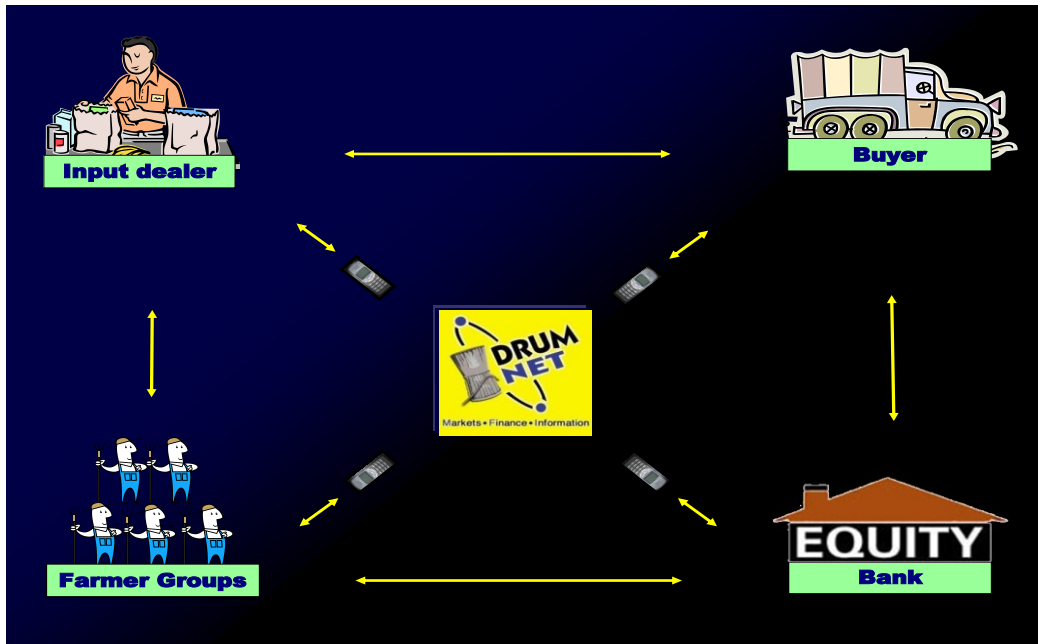 Input dealer
Buyer
DRUM
NET
Markets • Finance • Information
Farmer Groups
EQUITY
Bank